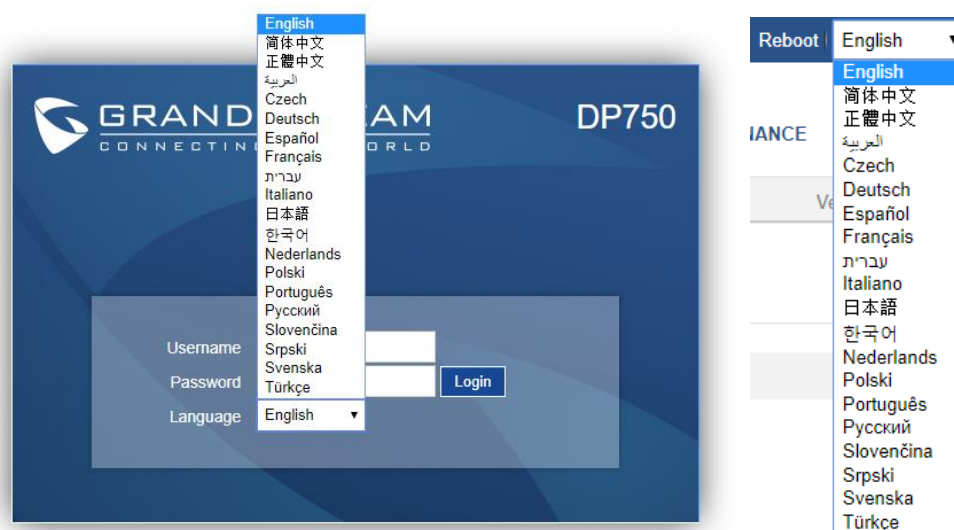 English
简体中文
正體中文
العربية
Czech
Deutsch
Español
Français
עברית
Italiano
日本語
한국어
Nederlands
Polski
Português
Русский
Slovenčina
Srpski
Svenska
Türkçe
GRAND AM
CONNECTIN ORLD
DP750
Username
Password
Login
Language English
Reboot English
English
简体中文
正體中文
العربية
Czech
Deutsch
Español
Français
עברית
Italiano
日本語
한국어
Nederlands
Polski
Português
Русский
Slovenčina
Srpski
Svenska
Türkçe
NANCE
Ve